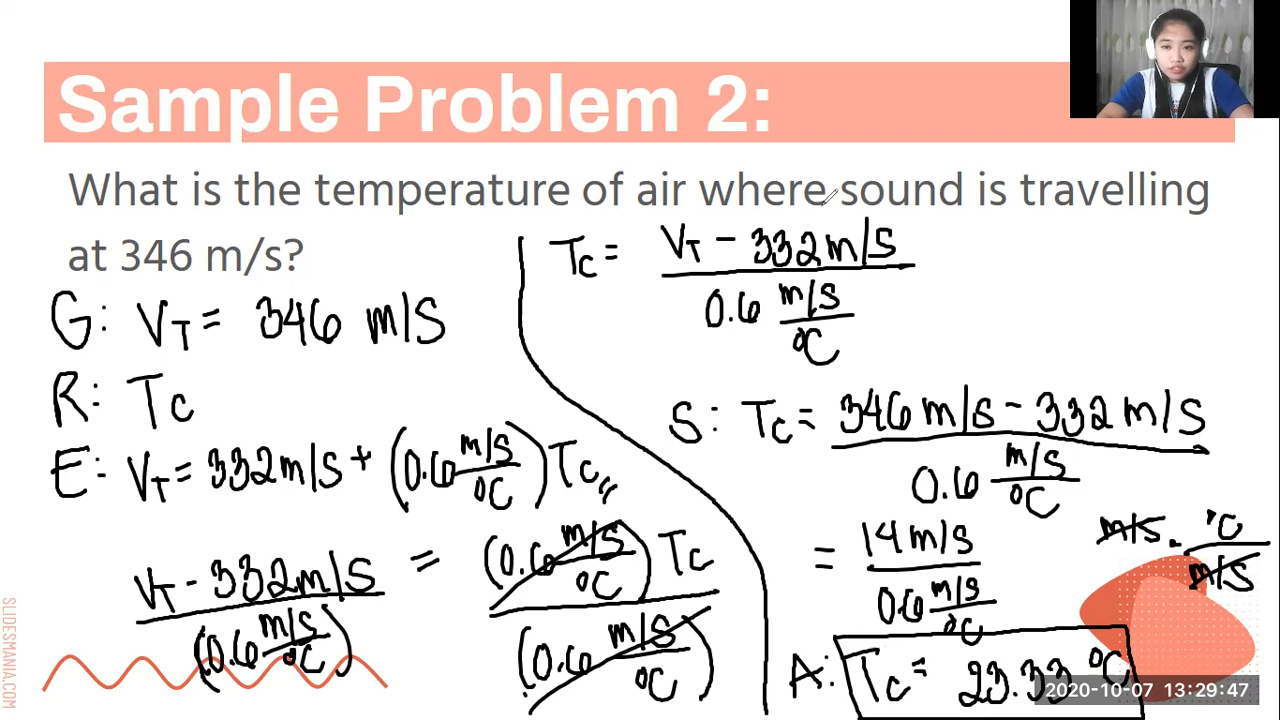 Sample Problem 2:
What is the temperature of air where sound is travelling
at 346 m/s?
G: VT = 346 m/s
R: Tc
E: VT = 332 m/s + (0.6 m/s / °C) Tc
VT - 332 m/s / (0.6 m/s / °C) = (0.6 m/s / °C) Tc / (0.6 m/s / °C)
Tc = VT - 332 m/s / 0.6 m/s / °C
S: Tc = 346 m/s - 332 m/s / 0.6 m/s / °C
= 14 m/s / 0.6 m/s / °C
m/s · °C / m/s
A: Tc = 23.33 °C
2020-10-07 13:29:47
SLIDESMANIA.COM